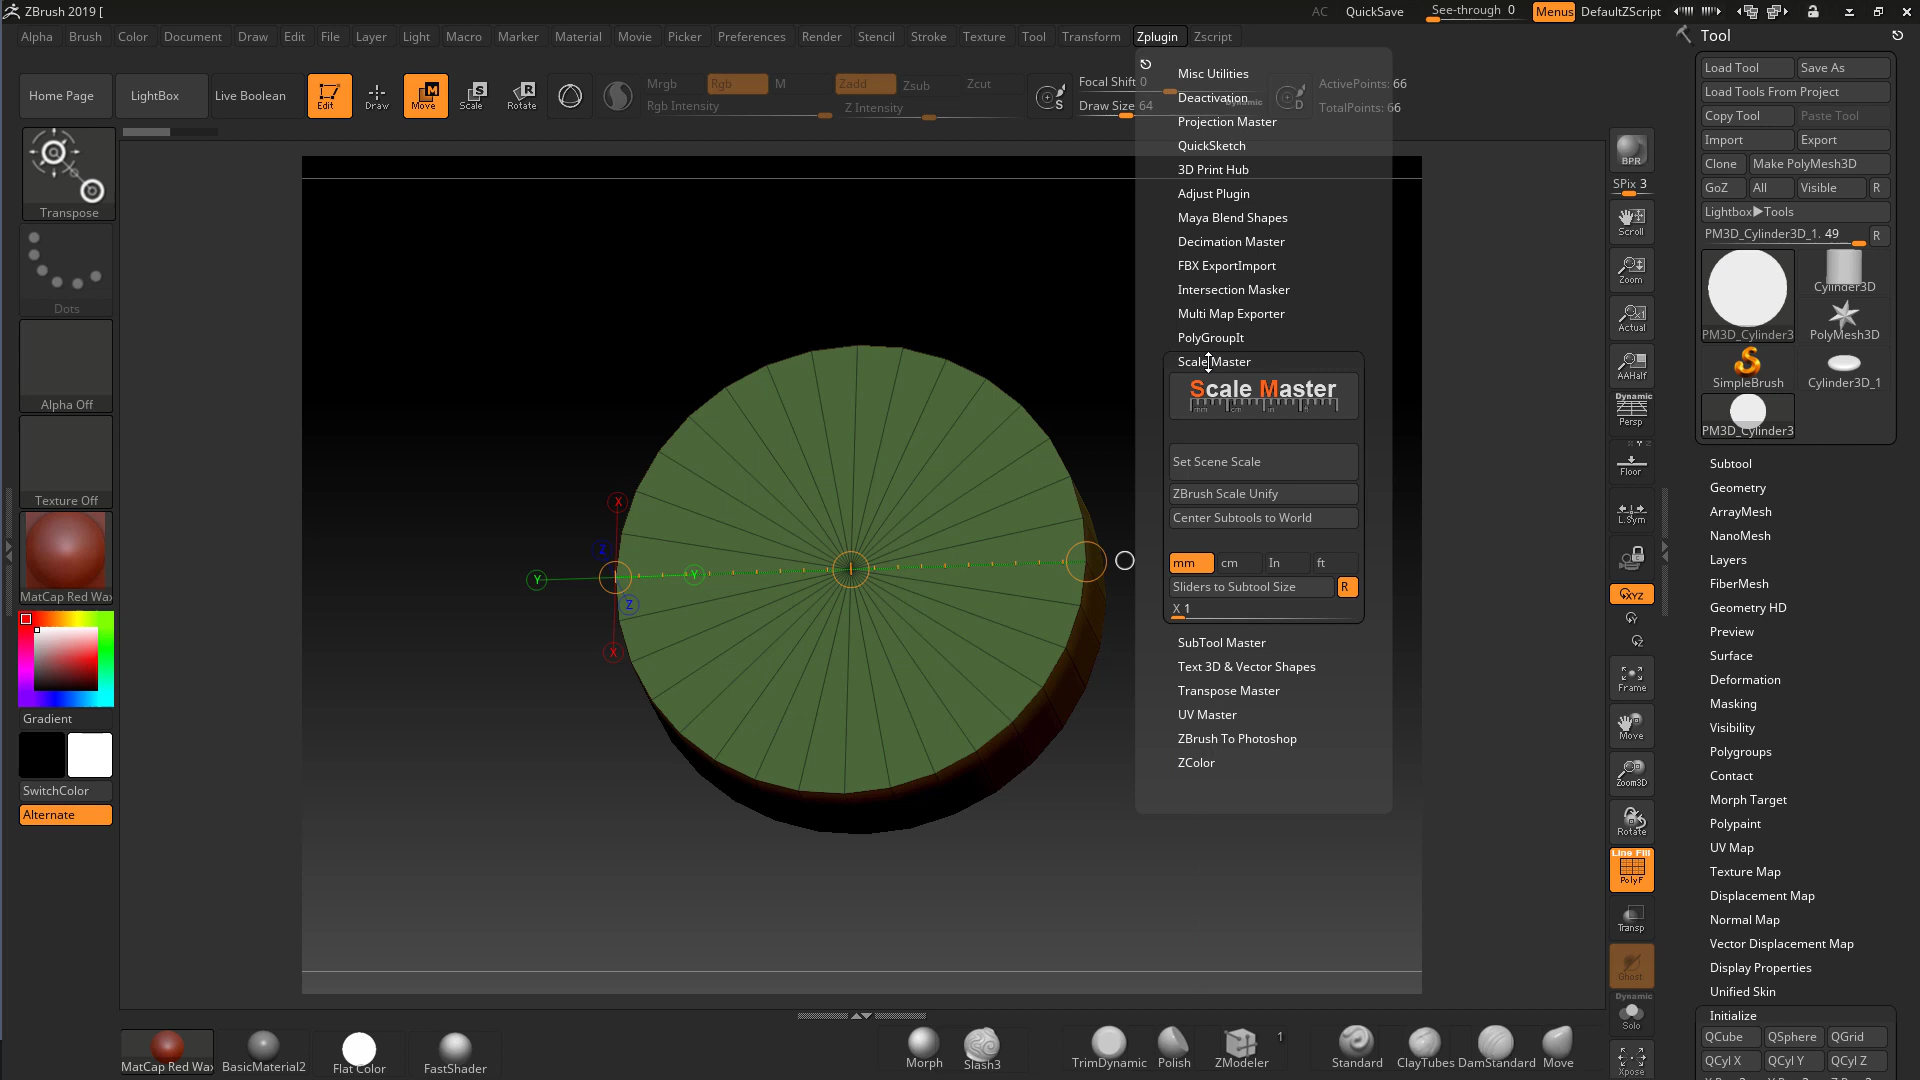 ZBrush 2019 [
AC QuickSave See-through 0 Menus DefaultZScript
Alpha Brush Color Document Draw Edit File Layer Light Macro Marker Material Movie Picker Preferences Render Stencil Stroke Texture Tool Transform Zplugin Zscript
Home Page LightBox Live Boolean
Edit Draw Move Scale Rotate
M S R
Mrgb Rgb M Zadd Zsub Zcut
Rgb Intensity Z Intensity
S Focal Shift 0
Draw Size 64
D
Dynamic
ActivePoints: 66
TotalPoints: 66
Transpose
Dots
Alpha Off
Texture Off
MatCap Red Wax
Gradient
SwitchColor
Alternate
X
Z
Y
Y
Z
X
Misc Utilities
Deactivation
Projection Master
QuickSketch
3D Print Hub
Adjust Plugin
Maya Blend Shapes
Decimation Master
FBX ExportImport
Intersection Masker
Multi Map Exporter
PolyGroupIt
Scale Master
Scale Master
mm cm in ft
Set Scene Scale
ZBrush Scale Unify
Center Subtools to World
mm cm In ft
Sliders to Subtool Size R
X 1
SubTool Master
Text 3D & Vector Shapes
Transpose Master
UV Master
ZBrush To Photoshop
ZColor
BPR
SPix 3
Scroll
Zoom
Actual
AAHalf
Dynamic
Persp
Floor
L.Sym
XYZ
Y
Z
Frame
Move
Zoom3D
Rotate
Line Fill
PolyF
Transp
Ghost
Dynamic
Solo
Xpose
Tool
Load Tool Save As
Load Tools From Project
Copy Tool Paste Tool
Import Export
Clone Make PolyMesh3D
GoZ All Visible R
Lightbox▶Tools
PM3D_Cylinder3D_1. 49 R
PM3D_Cylinder3
Cylinder3D
PolyMesh3D
SimpleBrush Cylinder3D_1
PM3D_Cylinder3
Subtool
Geometry
ArrayMesh
NanoMesh
Layers
FiberMesh
Geometry HD
Preview
Surface
Deformation
Masking
Visibility
Polygroups
Contact
Morph Target
Polypaint
UV Map
Texture Map
Displacement Map
Normal Map
Vector Displacement Map
Display Properties
Unified Skin
Initialize
QCube QSphere QGrid
QCyl X QCyl Y QCyl Z
MatCap Red Wax BasicMaterial2 Flat Color FastShader
Morph Slash3 TrimDynamic Polish ZModeler 1 Standard ClayTubes DamStandard Move